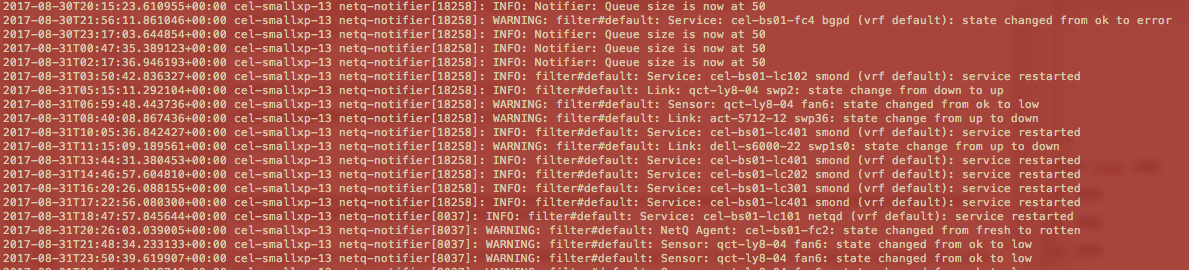 2017-08-30T20:15:23.610955+00:00 cel-smallxp-13 netq-notifier[18258]: INFO: Notifier: Queue size is now at 50
2017-08-30T21:56:11.861046+00:00 cel-smallxp-13 netq-notifier[18258]: WARNING: filter#default: Service: cel-bs01-fc4 bgpd (vrf default): state changed from ok to error
2017-08-30T23:17:03.644854+00:00 cel-smallxp-13 netq-notifier[18258]: INFO: Notifier: Queue size is now at 50
2017-08-31T00:47:35.389123+00:00 cel-smallxp-13 netq-notifier[18258]: INFO: Notifier: Queue size is now at 50
2017-08-31T02:17:36.946193+00:00 cel-smallxp-13 netq-notifier[18258]: INFO: Notifier: Queue size is now at 50
2017-08-31T03:50:42.836327+00:00 cel-smallxp-13 netq-notifier[18258]: INFO: filter#default: Service: cel-bs01-lc102 smond (vrf default): service restarted
2017-08-31T05:15:11.292104+00:00 cel-smallxp-13 netq-notifier[18258]: INFO: filter#default: Link: qct-ly8-04 swp2: state change from down to up
2017-08-31T06:59:48.443736+00:00 cel-smallxp-13 netq-notifier[18258]: WARNING: filter#default: Sensor: qct-ly8-04 fan6: state changed from ok to low
2017-08-31T08:40:08.867436+00:00 cel-smallxp-13 netq-notifier[18258]: WARNING: filter#default: Link: act-5712-12 swp36: state change from up to down
2017-08-31T10:05:36.842427+00:00 cel-smallxp-13 netq-notifier[18258]: INFO: filter#default: Service: cel-bs01-lc401 smond (vrf default): service restarted
2017-08-31T11:15:09.189561+00:00 cel-smallxp-13 netq-notifier[18258]: WARNING: filter#default: Link: dell-s6000-22 swp1s0: state change from up to down
2017-08-31T13:44:31.380453+00:00 cel-smallxp-13 netq-notifier[18258]: INFO: filter#default: Service: cel-bs01-lc401 smond (vrf default): service restarted
2017-08-31T14:46:57.604810+00:00 cel-smallxp-13 netq-notifier[18258]: INFO: filter#default: Service: cel-bs01-lc202 smond (vrf default): service restarted
2017-08-31T16:20:26.088155+00:00 cel-smallxp-13 netq-notifier[18258]: INFO: filter#default: Service: cel-bs01-lc301 smond (vrf default): service restarted
2017-08-31T17:22:56.080300+00:00 cel-smallxp-13 netq-notifier[18258]: INFO: filter#default: Service: cel-bs01-lc401 smond (vrf default): service restarted
2017-08-31T18:47:57.845644+00:00 cel-smallxp-13 netq-notifier[8037]: INFO: filter#default: Service: cel-bs01-lc101 netqd (vrf default): service restarted
2017-08-31T20:26:03.039005+00:00 cel-smallxp-13 netq-notifier[8037]: WARNING: filter#default: NetQ Agent: cel-bs01-fc2: state changed from fresh to rotten
2017-08-31T21:48:34.233133+00:00 cel-smallxp-13 netq-notifier[8037]: WARNING: filter#default: Sensor: qct-ly8-04 fan6: state changed from ok to low
2017-08-31T23:50:39.619907+00:00 cel-smallxp-13 netq-notifier[8037]: WARNING: filter#default: Sensor: qct-ly8-04 fan6: state changed from ok to low